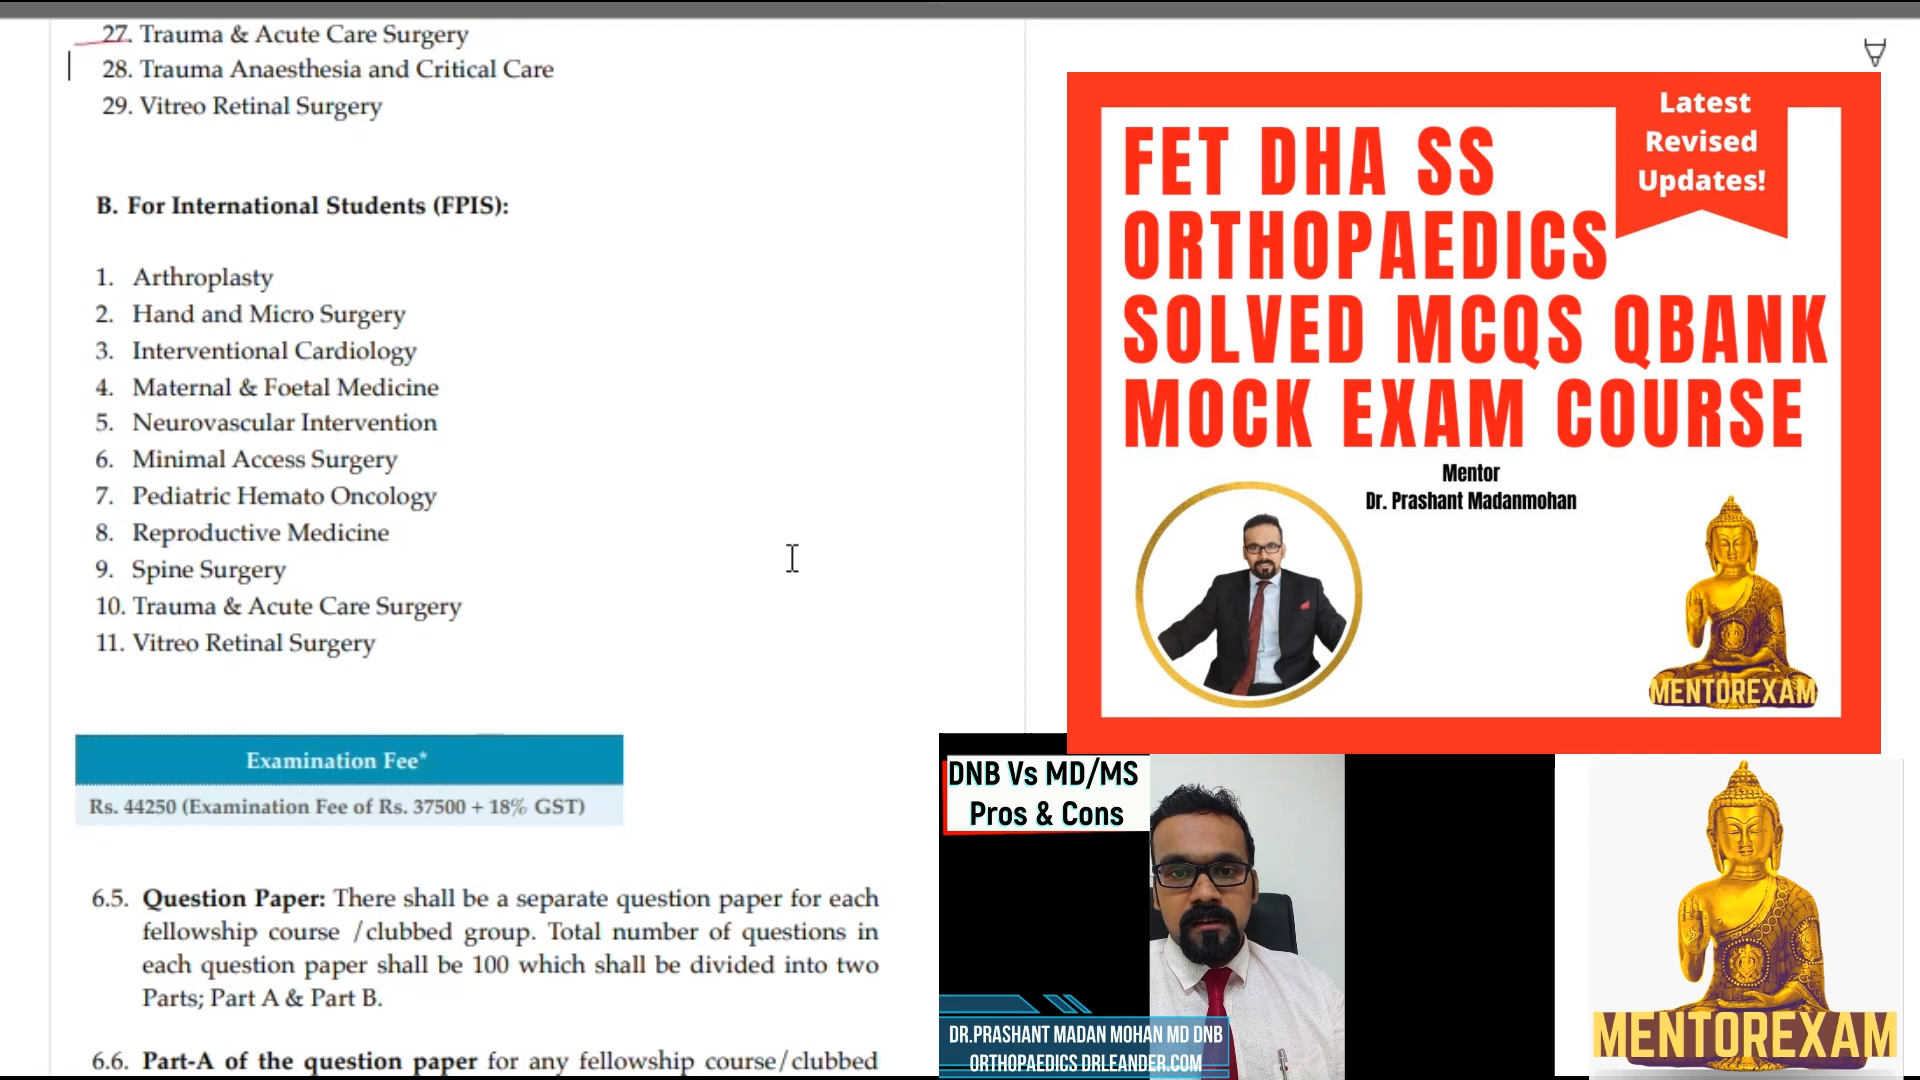 27. Trauma & Acute Care Surgery
28. Trauma Anaesthesia and Critical Care
29. Vitreo Retinal Surgery
B. For International Students (FPIS):
1. Arthroplasty
2. Hand and Micro Surgery
3. Interventional Cardiology
4. Maternal & Foetal Medicine
5. Neurovascular Intervention
6. Minimal Access Surgery
7. Pediatric Hemato Oncology
8. Reproductive Medicine
9. Spine Surgery
10. Trauma & Acute Care Surgery
11. Vitreo Retinal Surgery
Examination Fee*
Rs. 44250 (Examination Fee of Rs. 37500 + 18% GST)
6.5. Question Paper: There shall be a separate question paper for each
fellowship course /clubbed group. Total number of questions in
each question paper shall be 100 which shall be divided into two
Parts; Part A & Part B.
6.6. Part-A of the question paper for any fellowship course/clubbed
Latest
Revised
Updates!
FET DHA SS
ORTHOPAEDICS
SOLVED MCQS QBANK
MOCK EXAM COURSE
Mentor
Dr. Prashant Madanmohan
MENTOREXAM
DNB Vs MD/MS
Pros & Cons
DR.PRASHANT MADAN MOHAN MD DNB
ORTHOPAEDICS DRLEANDER.COM
MENTOREXAM